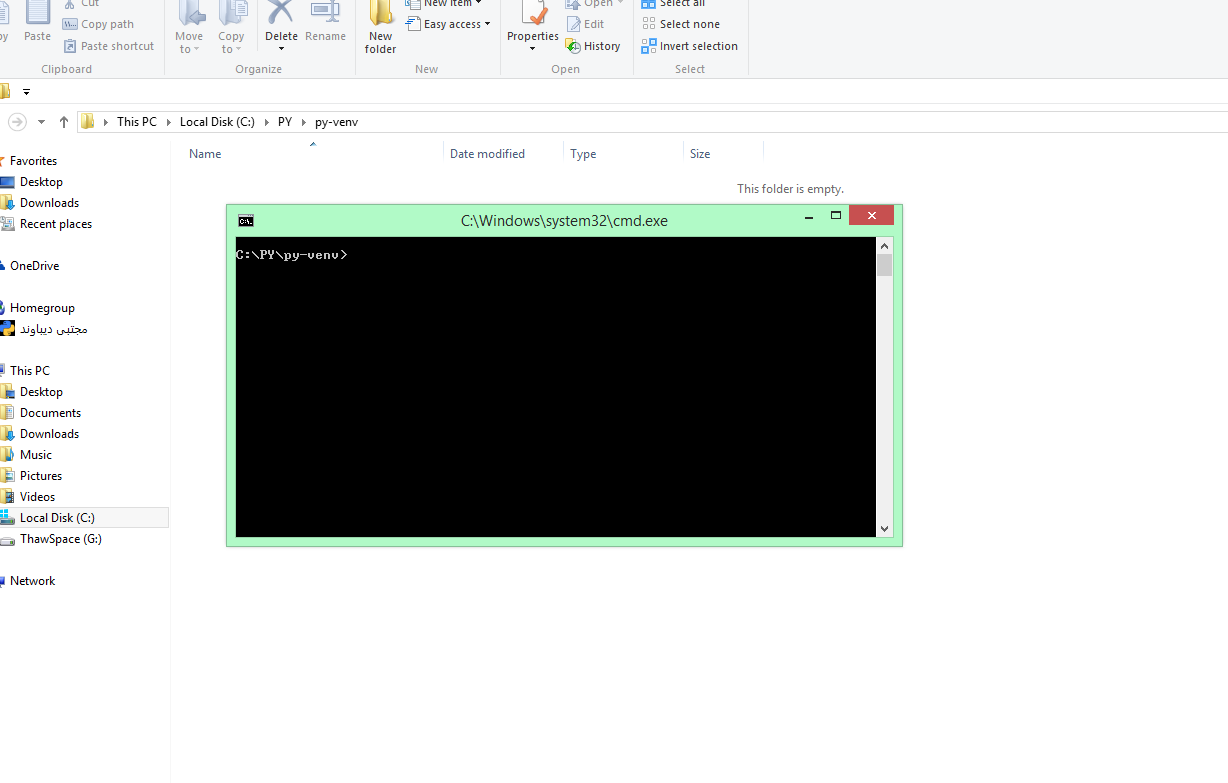 Cut
New item
Open
Select all
Paste
Copy path
Move to
Copy to
Delete
Rename
New folder
Easy access
Properties
Edit
Select none
Paste shortcut
History
Invert selection
Clipboard
Organize
New
Open
Select
This PC
Local Disk (C:)
PY
py-venv
Name
Date modified
Type
Size
This folder is empty.
Favorites
Desktop
Downloads
Recent places
OneDrive
Homegroup
مجتبی دیباوند
This PC
Desktop
Documents
Downloads
Music
Pictures
Videos
Local Disk (C:)
ThawSpace (G:)
Network
C:\Windows\system32\cmd.exe
C:\PY\py-venv>